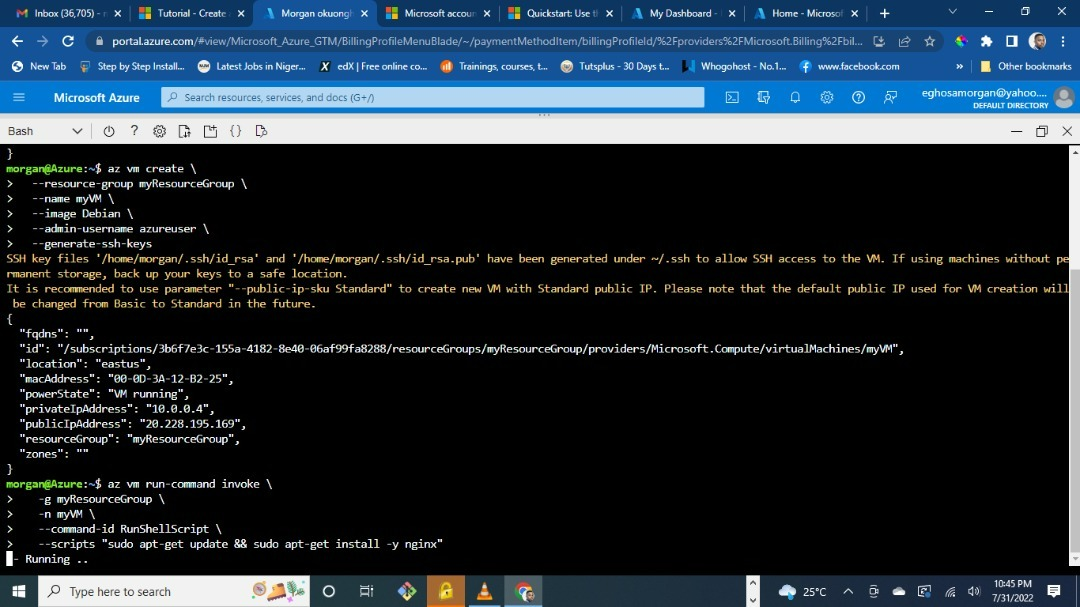 Inbox (36,705) -
Tutorial - Create
Morgan okuong
Microsoft accoun
Quickstart: Use t
My Dashboard -
Home - Microsof
portal.azure.com/#view/Microsoft_Azure_GTM/BillingProfileMenuBlade/~/paymentMethodItem/billingProfileId/%2Fproviders%2FMicrosoft.Billing%2Fbil...
New Tab
Step by Step Install...
Latest Jobs in Niger...
edX | Free online co...
Trainings, courses, t...
Tutsplus - 30 Days t...
Whogohost - No.1...
www.facebook.com
»
Other bookmarks
Microsoft Azure
Search resources, services, and docs (G+/)
eghosamorgan@yahoo....
DEFAULT DIRECTORY
Bash
}
morgan@Azure:~$ az vm create \
> --resource-group myResourceGroup \
> --name myVM \
> --image Debian \
> --admin-username azureuser \
> --generate-ssh-keys
SSH key files '/home/morgan/.ssh/id_rsa' and '/home/morgan/.ssh/id_rsa.pub' have been generated under ~/.ssh to allow SSH access to the VM. If using machines without pe
rmanent storage, back up your keys to a safe location.
It is recommended to use parameter "--public-ip-sku Standard" to create new VM with Standard public IP. Please note that the default public IP used for VM creation will
be changed from Basic to Standard in the future.
{
"fqdns": "",
"id": "/subscriptions/3b6f7e3c-155a-4182-8e40-06af99fa8288/resourceGroups/myResourceGroup/providers/Microsoft.Compute/virtualMachines/myVM",
"location": "eastus",
"macAddress": "00-0D-3A-12-B2-25",
"powerState": "VM running",
"privateIpAddress": "10.0.0.4",
"publicIpAddress": "20.228.195.169",
"resourceGroup": "myResourceGroup",
"zones": ""
}
morgan@Azure:~$ az vm run-command invoke \
> -g myResourceGroup \
> -n myVM \
> --command-id RunShellScript \
> --scripts "sudo apt-get update && sudo apt-get install -y nginx"
- Running ..
Type here to search
25°C
10:45 PM
7/31/2022